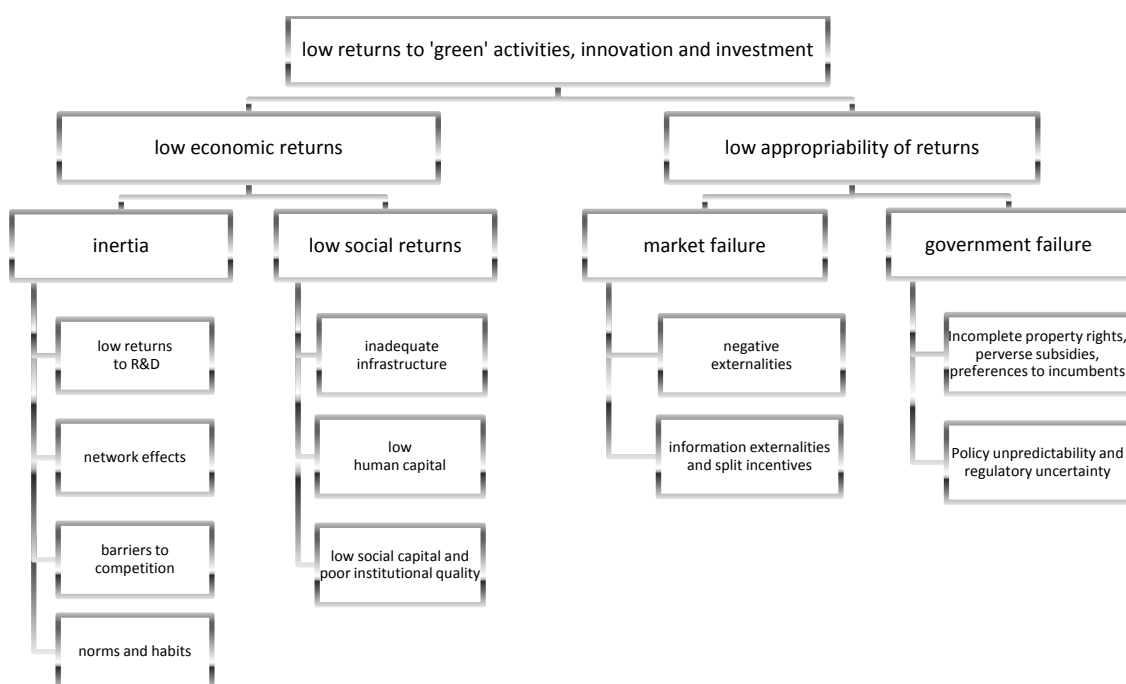 low returns to 'green' activities, innovation and investment
low economic returns
low appropriability of returns
inertia
low social returns
market failure
government failure
low returns
to R&D
inadequate
infrastructure
negative
externalities
Incomplete property rights,
perverse subsidies,
preferences to incumbents
network effects
low
human capital
information externalities
and split incentives
Policy unpredictability and
regulatory uncertainty
barriers to
competition
low social capital and
poor institutional quality
norms and habits